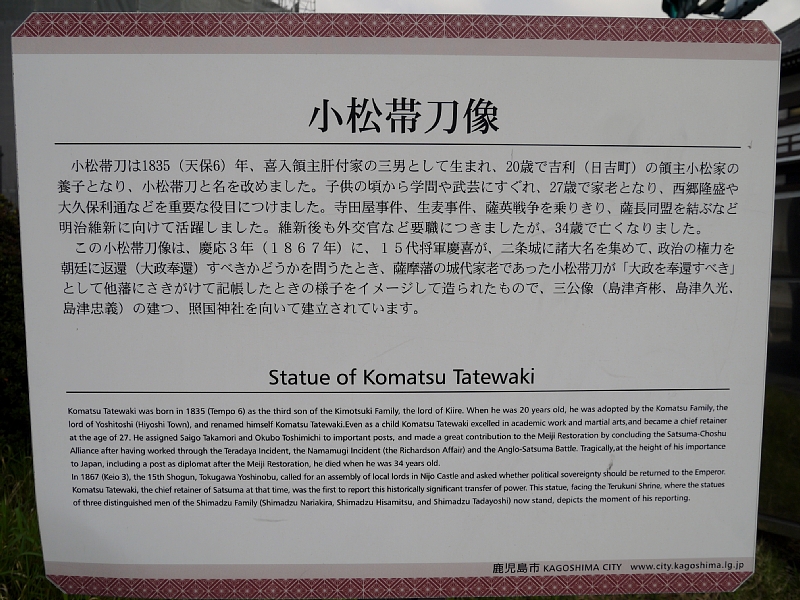 小松帯刀像
小松帯刀は1835（天保6）年、喜入領主肝付家の三男として生まれ、20歳で吉利（日吉町）の領主小松家の
養子となり、小松帯刀と名を改めました。子供の頃から学問や武芸にすぐれ、27歳で家老となり、西郷隆盛や
大久保利通などを重要な役目につけました。寺田屋事件、生麦事件、薩英戦争を乗りきり、薩長同盟を結ぶなど
明治維新に向けて活躍しました。維新後も外交官など要職につきましたが、34歳で亡くなりました。
この小松帯刀像は、慶応３年（１８６７年）に、１５代将軍慶喜が、二条城に諸大名を集めて、政治の権力を
朝廷に返還（大政奉還）すべきかどうかを問うたとき、薩摩藩の城代家老であった小松帯刀が「大政を奉還すべき」
として他藩にさきがけて記帳したときの様子をイメージして造られたもので、三公像（島津斉彬、島津久光、
島津忠義）の建つ、照国神社を向いて建立されています。
Statue of Komatsu Tatewaki
Komatsu Tatewaki was born in 1835 (Tempo 6) as the third son of the Kimotsuki Family, the lord of Kiire. When he was 20 years old, he was adopted by the Komatsu Family, the
lord of Yoshitoshi (Hiyoshi Town), and renamed himself Komatsu Tatewaki.Even as a child Komatsu Tatewaki excelled in academic work and martial arts,and became a chief retainer
at the age of 27. He assigned Saigo Takamori and Okubo Toshimichi to important posts, and made a great contribution to the Meiji Restoration by concluding the Satsuma-Choshu
Alliance after having worked through the Teradaya Incident, the Namamugi Incident (the Richardson Affair) and the Anglo-Satsuma Battle. Tragically,at the height of his importance
to Japan, including a post as diplomat after the Meiji Restoration, he died when he was 34 years old.
In 1867 (Keio 3), the 15th Shogun, Tokugawa Yoshinobu, called for an assembly of local lords in Nijo Castle and asked whether political sovereignty should be returned to the Emperor.
Komatsu Tatewaki, the chief retainer of Satsuma at that time, was the first to report this historically significant transfer of power. This statue, facing the Terukuni Shrine, where the statues
of three distinguished men of the Shimadzu Family (Shimadzu Nariakira, Shimadzu Hisamitsu, and Shimadzu Tadayoshi) now stand, depicts the moment of his reporting.
鹿児島市 KAGOSHIMA CITY www.city.kagoshima.lg.jp